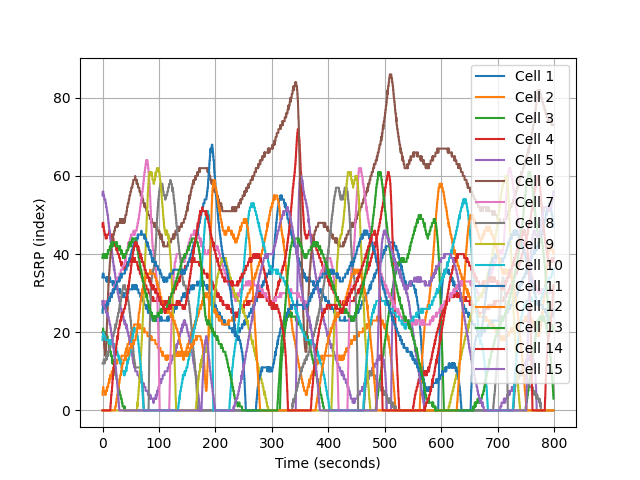 RSRP (index)
80
60
40
20
0
0 100 200 300 400 500 600 700 800
Time (seconds)
Cell 1
Cell 2
Cell 3
Cell 4
Cell 5
Cell 6
Cell 7
Cell 8
Cell 9
Cell 10
Cell 11
Cell 12
Cell 13
Cell 14
Cell 15